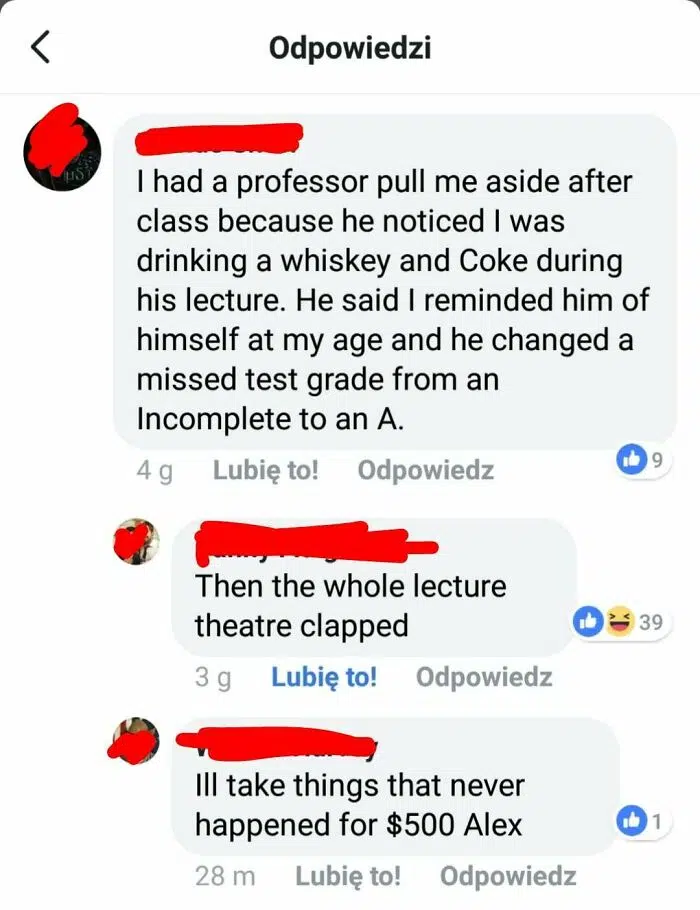 Odpowiedzi
I had a professor pull me aside after
class because he noticed I was
drinking a whiskey and Coke during
his lecture. He said I reminded him of
himself at my age and he changed a
missed test grade from an
Incomplete to an A.
9
4 g Lubię to! Odpowiedz
Then the whole lecture
theatre clapped
39
3 g Lubię to! Odpowiedz
Ill take things that never
happened for $500 Alex
1
28 m Lubię to! Odpowiedz